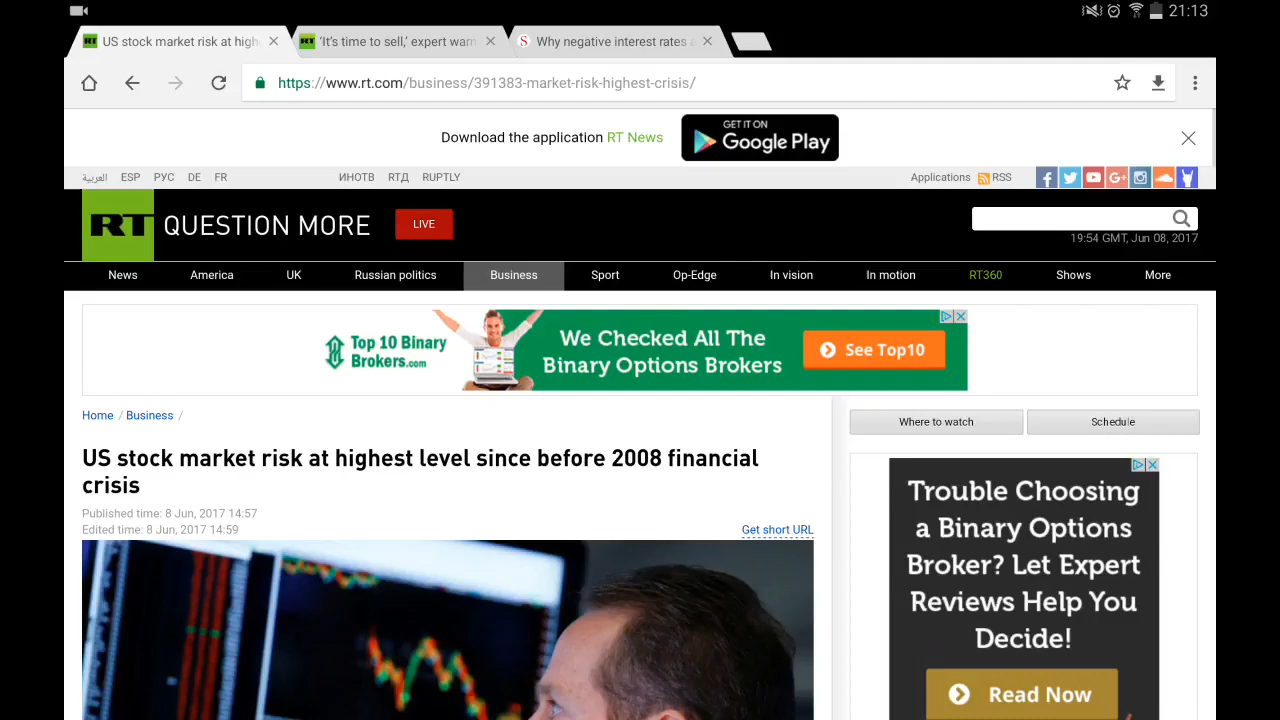 21:13
US stock market risk at high
'It's time to sell,' expert warn
Why negative interest rates a
https://www.rt.com/business/391383-market-risk-highest-crisis/
Download the application RT News
GET IT ON
Google Play
العربية ESP РУС DE FR ИНОТВ РТД RUPTLY
Applications RSS
RT QUESTION MORE LIVE
19:54 GMT, Jun 08, 2017
News America UK Russian politics Business Sport Op-Edge In vision In motion RT360 Shows More
Top 10 Binary
Brokers.com
We Checked All The
Binary Options Brokers
See Top10
Home / Business /
Where to watch Schedule
US stock market risk at highest level since before 2008 financial
crisis
Published time: 8 Jun, 2017 14:57
Edited time: 8 Jun, 2017 14:59
Get short URL
Trouble Choosing
a Binary Options
Broker? Let Expert
Reviews Help You
Decide!
Read Now